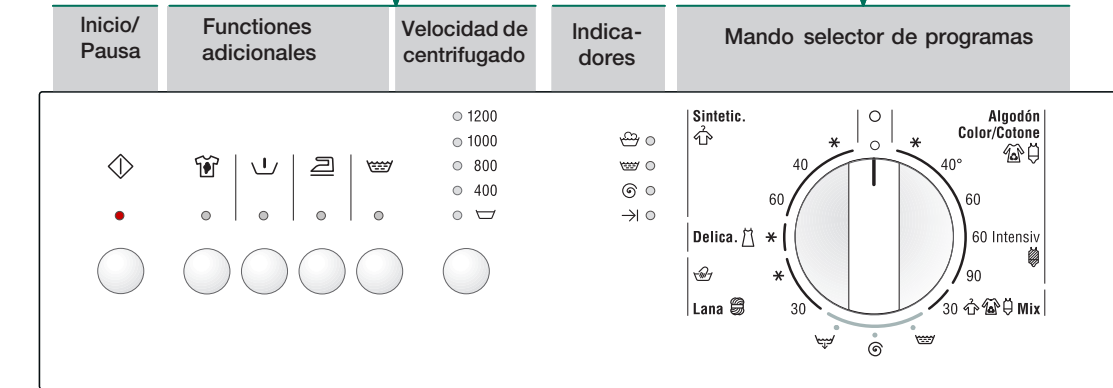 Inicio/
Pausa
Functiones
adicionales
Velocidad de
centrifugado
Indica-
dores
Mando selector de programas
1200
1000
800
400
Sintetic.
40
60
Delica.
Lana
30
Algodón
Color/Cotone
40°
60
60 Intensiv
90
30 Mix